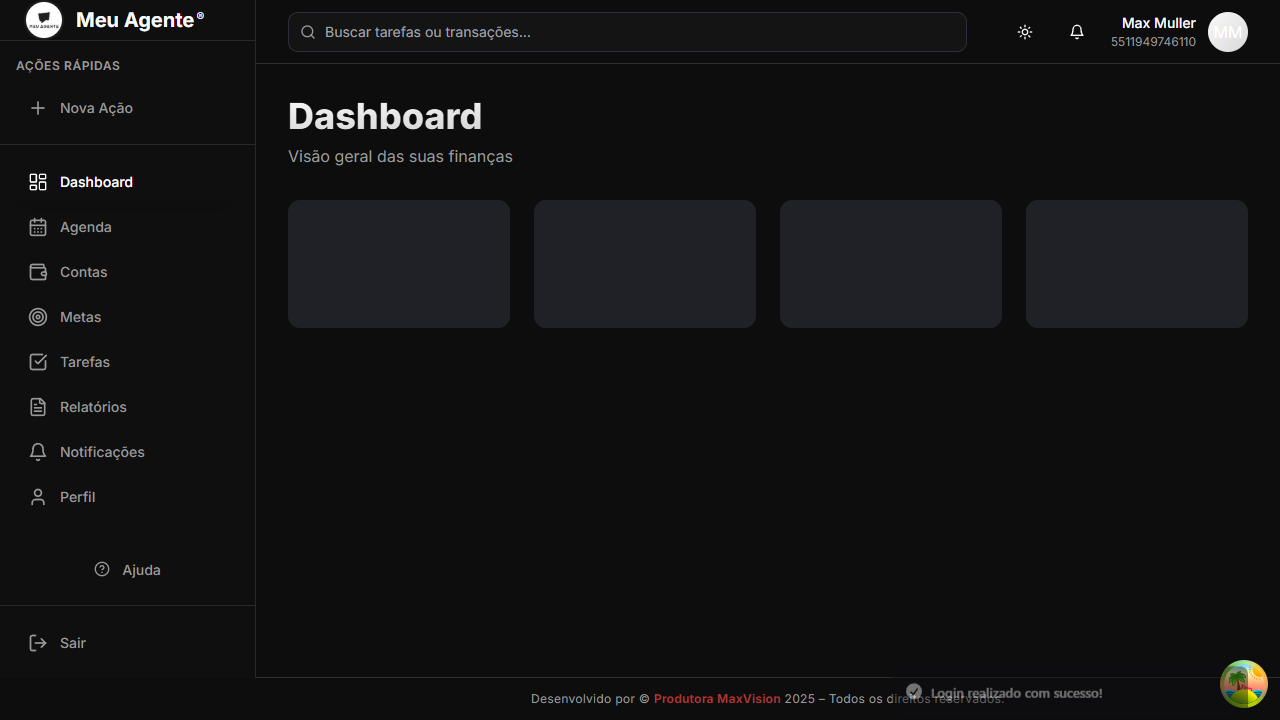 Meu Agente®
AÇÕES RÁPIDAS
Nova Ação
Dashboard
Agenda
Contas
Metas
Tarefas
Relatórios
Notificações
Perfil
Ajuda
Sair
Buscar tarefas ou transações...
Max Muller
5511949746110
MM
Dashboard
Visão geral das suas finanças
Desenvolvido por © Produtora MaxVision 2025 – Todos os direitos reservados.
Login realizado com sucesso!